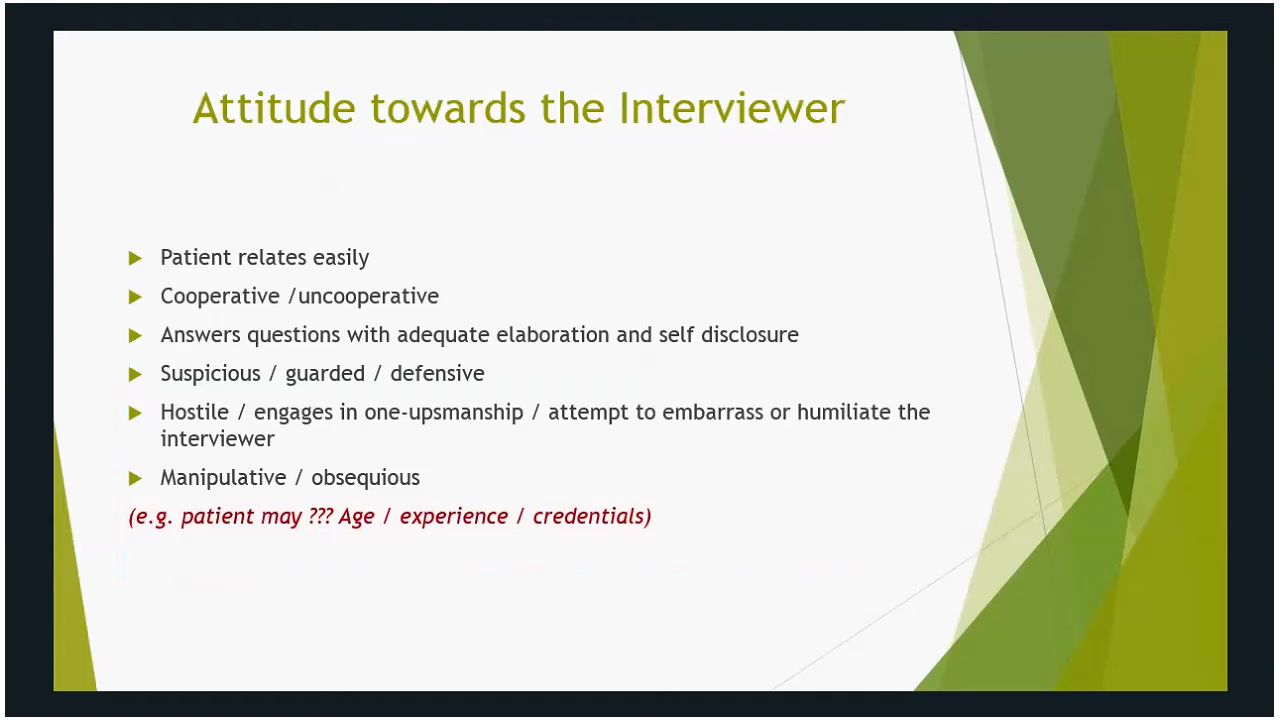 Attitude towards the Interviewer
Patient relates easily
Cooperative /uncooperative
Answers questions with adequate elaboration and self disclosure
Suspicious / guarded / defensive
Hostile / engages in one-upsmanship / attempt to embarrass or humiliate the
interviewer
Manipulative / obsequious
(e.g. patient may ??? Age / experience / credentials)